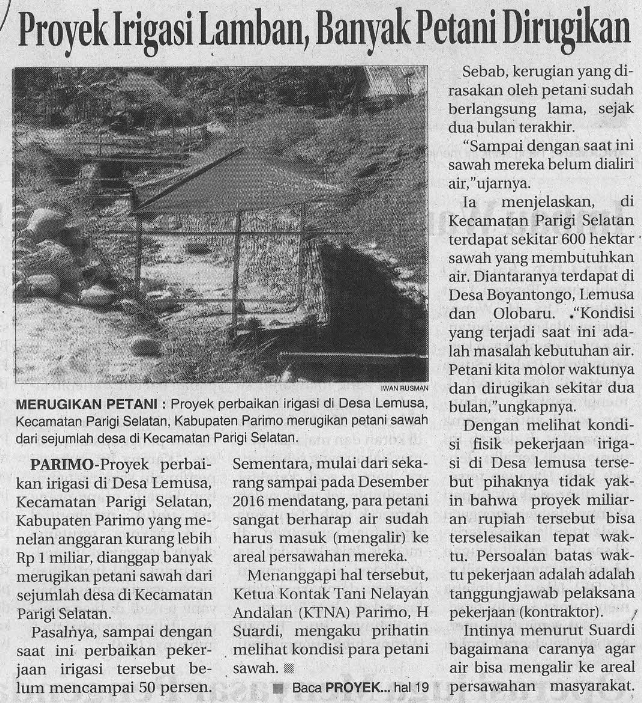 Proyek Irigasi Lamban, Banyak Petani Dirugikan
IWAN RUSMAN
MERUGIKAN PETANI : Proyek perbaikan irigasi di Desa Lemusa,
Kecamatan Parigi Selatan, Kabupaten Parimo merugikan petani sawah
dari sejumlah desa di Kecamatan Parigi Selatan.
PARIMO-Proyek perbai-
kan irigasi di Desa Lemusa,
Kecamatan Parigi Selatan,
Kabupaten Parimo yang me-
nelan anggaran kurang lebih
Rp 1 miliar, dianggap banyak
merugikan petani sawah dari
sejumlah desa di Kecamatan
Parigi Selatan.
Pasalnya, sampai dengan
saat ini perbaikan peker-
jaan irigasi tersebut be-
lum mencampai 50 persen.
Sementara, mulai dari seka-
rang sampai pada Desember
2016 mendatang, para petani
sangat berharap air sudah
harus masuk (mengalir) ke
areal persawahan mereka.
Menanggapi hal tersebut,
Ketua Kontak Tani Nelayan
Andalan (KTNA) Parimo, H
Suardi, mengaku prihatin
melihat kondisi para petani
sawah.
Baca PROYEK... hal 19
Sebab, kerugian yang di-
rasakan oleh petani sudah
berlangsung lama, sejak
dua bulan terakhir.
“Sampai dengan saat ini
sawah mereka belum dialiri
air,”ujarnya.
Ia menjelaskan, di
Kecamatan Parigi Selatan
terdapat sekitar 600 hektar
sawah yang membutuhkan
air. Diantaranya terdapat di
Desa Boyantongo, Lemusa
dan Olobaru. “Kondisi
yang terjadi saat ini ada-
lah masalah kebutuhan air.
Petani kita molor waktunya
dan dirugikan sekitar dua
bulan,”ungkapnya.
Dengan melihat kondi-
si fisik pekerjaan iriga-
si di Desa lemusa terse-
but pihaknya tidak yak-
in bahwa proyek miliar-
an rupiah tersebut bisa
terselesaikan tepat wak-
tu. Persoalan batas wak-
tu pekerjaan adalah adalah
tanggungjawab pelaksana
pekerjaan (kontraktor).
Intinya menurut Suardi
bagaimana caranya agar
air bisa mengalir ke areal
persawahan masyarakat.